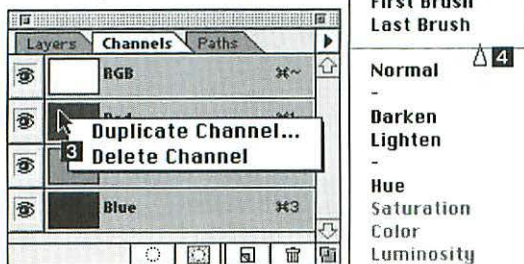 Layers Channels Paths
RGB ⌘~
Duplicate Channel...
3
Delete Channel
Blue ⌘3
First Brush
Last Brush
4
Normal
-
Darken
Lighten
-
Hue
Saturation
Color
Luminosity